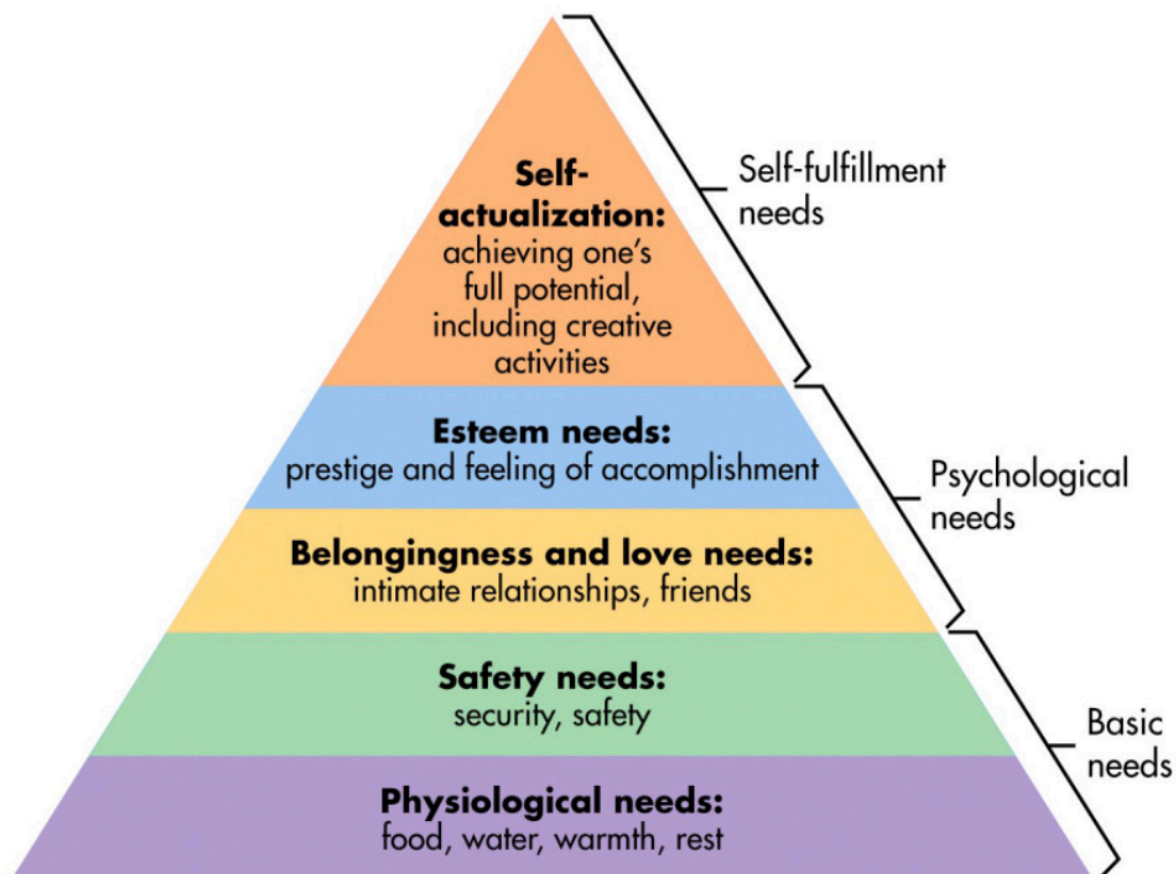 Self-
actualization:
achieving one’s
full potential,
including creative
activities
Self-fulfillment
needs
Esteem needs:
prestige and feeling of accomplishment
Psychological
needs
Belongingness and love needs:
intimate relationships, friends
Safety needs:
security, safety
Basic
needs
Physiological needs:
food, water, warmth, rest